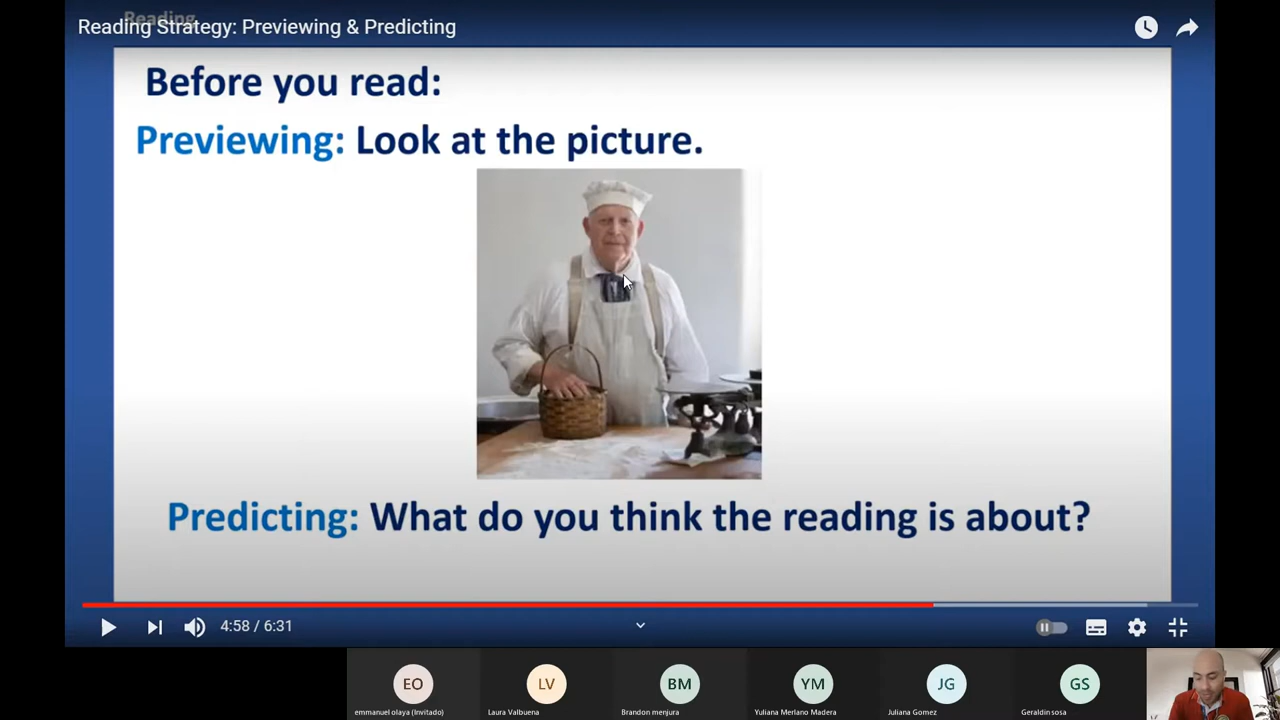 Reading
Reading Strategy: Previewing & Predicting
Before you read:
Previewing: Look at the picture.
Predicting: What do you think the reading is about?
4:58 / 6:31
EO
LV
BM
YM
JG
GS
emmanuel olaya (Invitado)
Laura Valbuena
Brandon menjura
Yuliana Merlano Madera
Juliana Gomez
Geraldin sosa